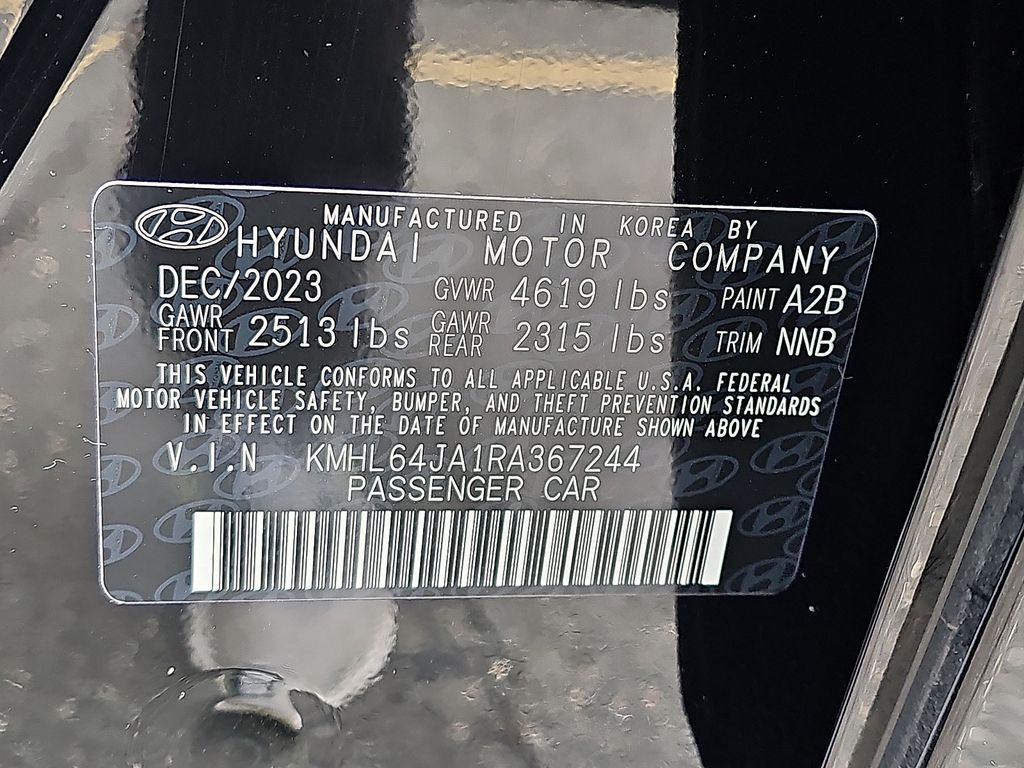 MANUFACTURED IN KOREA BY
HYUNDAI MOTOR COMPANY
DEC/2023 GVWR 4619 lbs PAINT A2B
GAWR FRONT 2513 lbs GAWR REAR 2315 lbs TRIM NNB
THIS VEHICLE CONFORMS TO ALL APPLICABLE U.S.A. FEDERAL
MOTOR VEHICLE SAFETY, BUMPER, AND THEFT PREVENTION STANDARDS
IN EFFECT ON THE DATE OF MANUFACTURE SHOWN ABOVE
V.I.N KMHL64JA1RA367244
PASSENGER CAR